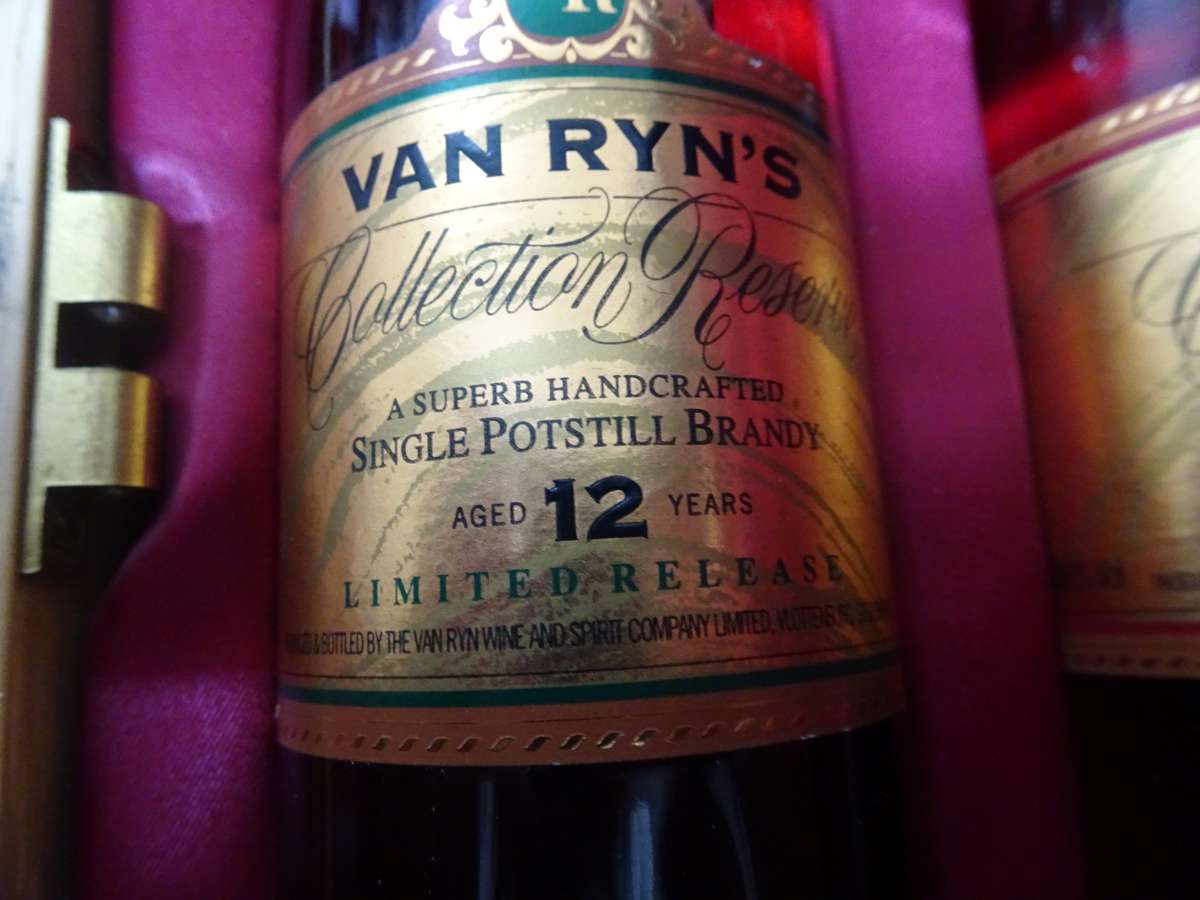 R
VAN RYN'S
Collection Reserve
A SUPERB HANDCRAFTED
SINGLE POTSTILL BRANDY
AGED 12 YEARS
LIMITED RELEASE
& BOTTLED BY THE VAN RYN WINE AND SPIRIT COMPANY LIMITED,